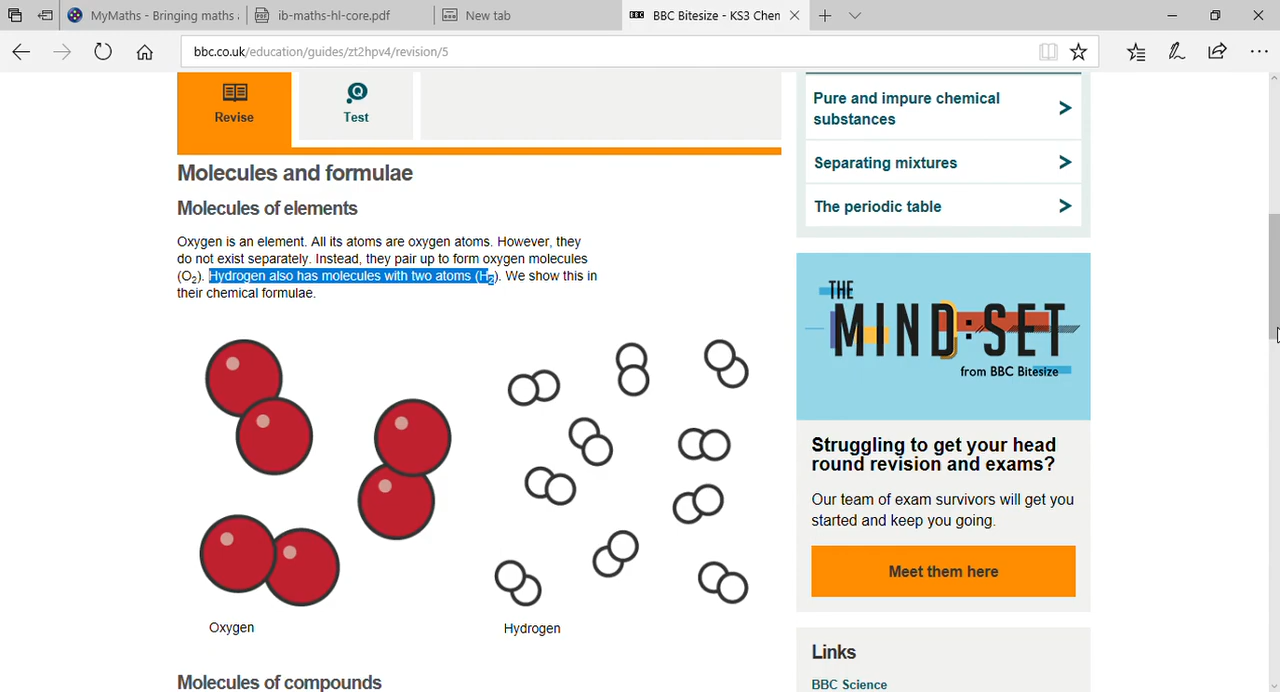 MyMaths - Bringing maths
ib-maths-hl-core.pdf
New tab
BBC Bitesize - KS3 Chem
bbc.co.uk/education/guides/zt2hpv4/revision/5
Revise
Test
Molecules and formulae
Molecules of elements
Oxygen is an element. All its atoms are oxygen atoms. However, they
do not exist separately. Instead, they pair up to form oxygen molecules
(O₂). Hydrogen also has molecules with two atoms (H₂). We show this in
their chemical formulae.
Oxygen
Hydrogen
Molecules of compounds
Pure and impure chemical
substances
Separating mixtures
The periodic table
THE
MIND:SET
from BBC Bitesize
Struggling to get your head
round revision and exams?
Our team of exam survivors will get you
started and keep you going.
Meet them here
Links
BBC Science